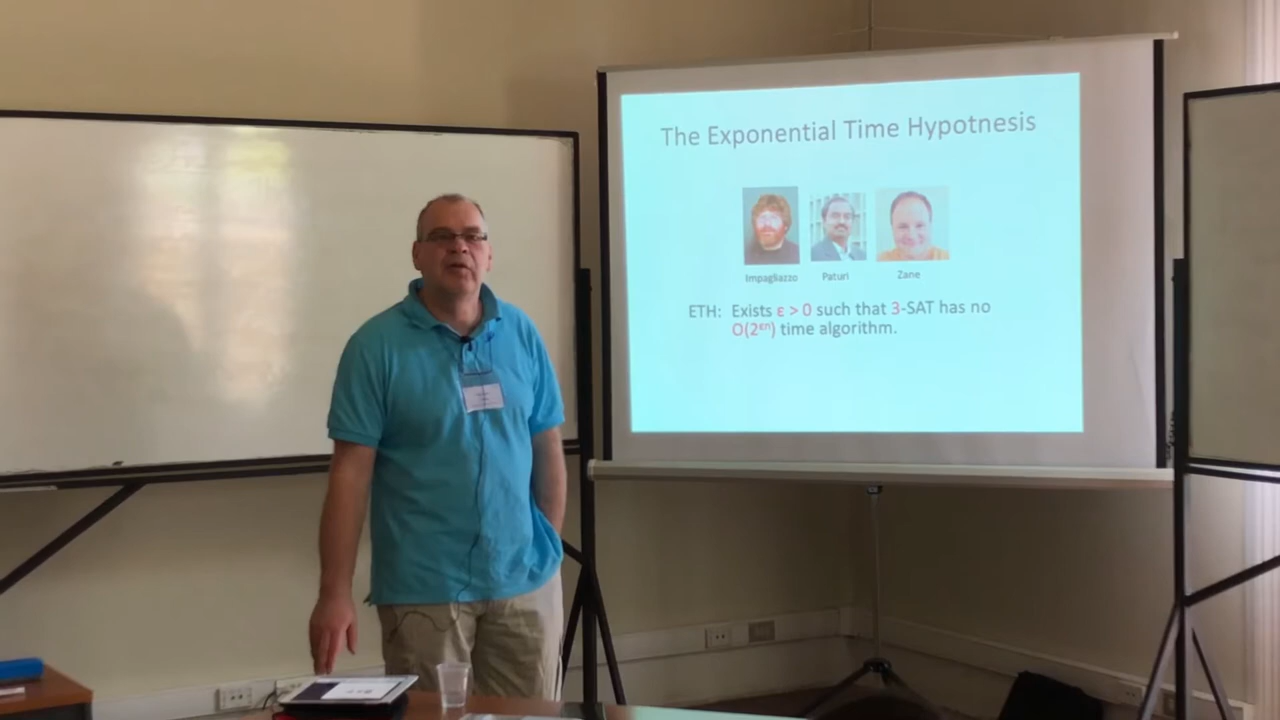 The Exponential Time Hypotnesis
Impagliazzo Paturi Zane
ETH: Exists ε > 0 such that 3-SAT has no
O(2^εn) time algorithm.